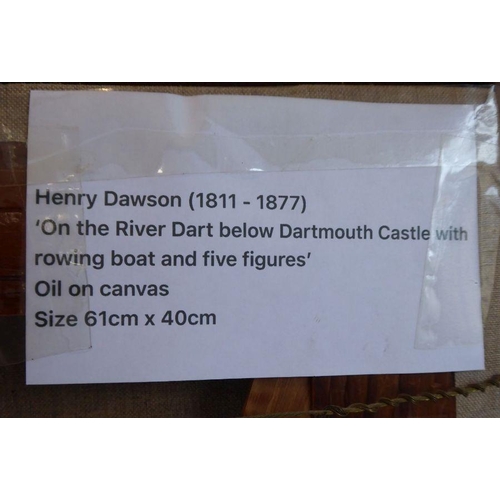 Henry Dawson (1811 - 1877)
‘On the River Dart below Dartmouth Castle with
rowing boat and five figures’
Oil on canvas
Size 61cm x 40cm